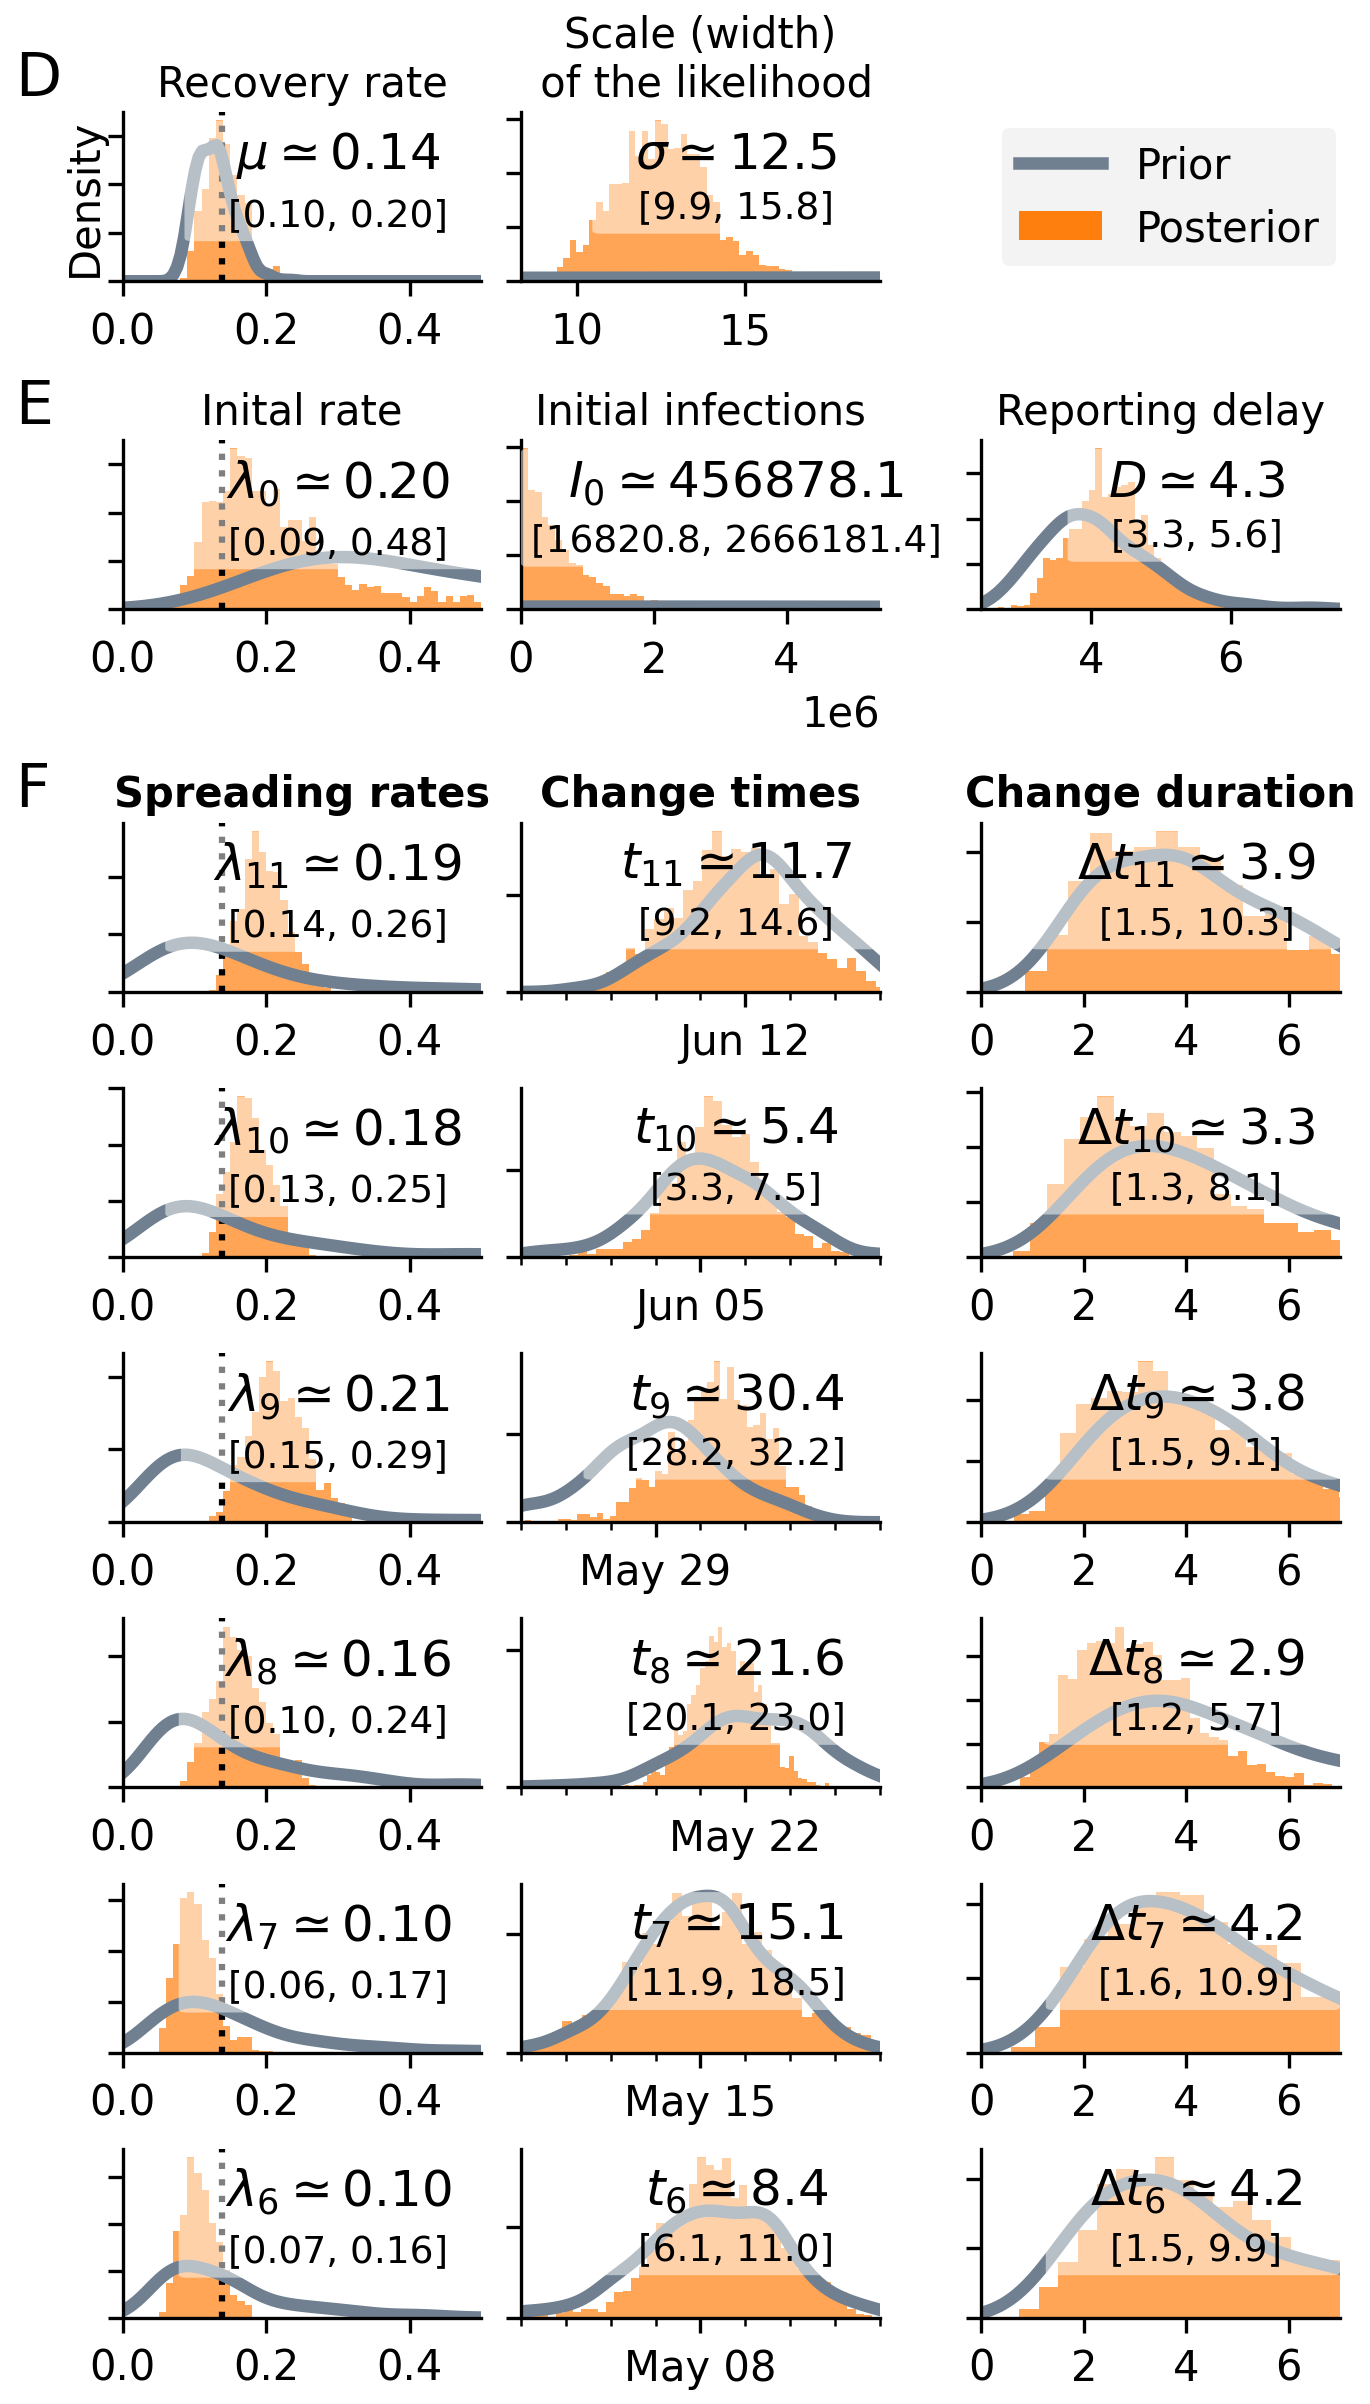 D
Recovery rate
Scale (width)
of the likelihood
Density
μ ≃ 0.14
[0.10, 0.20]
0.0 0.2 0.4
σ ≃ 12.5
[9.9, 15.8]
10 15
Prior
Posterior
E
Inital rate
λ0 ≃ 0.20
[0.09, 0.48]
0.0 0.2 0.4
Initial infections
I0 ≃ 456878.1
[16820.8, 2666181.4]
0 2 4
1e6
Reporting delay
D ≃ 4.3
[3.3, 5.6]
4 6
F
Spreading rates
Change times
Change duration
λ11 ≃ 0.19
[0.14, 0.26]
0.0 0.2 0.4
t11 ≃ 11.7
[9.2, 14.6]
Jun 12
Δt11 ≃ 3.9
[1.5, 10.3]
0 2 4 6
λ10 ≃ 0.18
[0.13, 0.25]
0.0 0.2 0.4
t10 ≃ 5.4
[3.3, 7.5]
Jun 05
Δt10 ≃ 3.3
[1.3, 8.1]
0 2 4 6
λ9 ≃ 0.21
[0.15, 0.29]
0.0 0.2 0.4
t9 ≃ 30.4
[28.2, 32.2]
May 29
Δt9 ≃ 3.8
[1.5, 9.1]
0 2 4 6
λ8 ≃ 0.16
[0.10, 0.24]
0.0 0.2 0.4
t8 ≃ 21.6
[20.1, 23.0]
May 22
Δt8 ≃ 2.9
[1.2, 5.7]
0 2 4 6
λ7 ≃ 0.10
[0.06, 0.17]
0.0 0.2 0.4
t7 ≃ 15.1
[11.9, 18.5]
May 15
Δt7 ≃ 4.2
[1.6, 10.9]
0 2 4 6
λ6 ≃ 0.10
[0.07, 0.16]
0.0 0.2 0.4
t6 ≃ 8.4
[6.1, 11.0]
May 08
Δt6 ≃ 4.2
[1.5, 9.9]
0 2 4 6